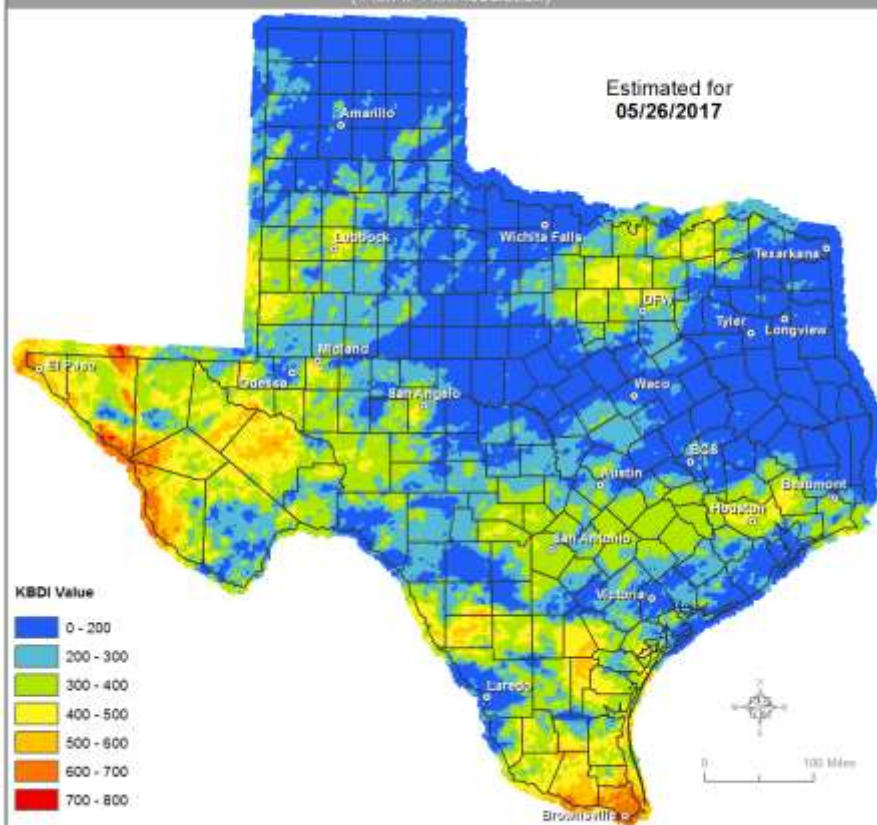 Estimated for
05/26/2017
Amarillo
Lubbock
Wichita Falls
Texarkana
DFW
Tyler
Longview
Midland
El Paso
Odessa
San Angelo
Waco
BCS
Austin
Beaumont
Houston
San Antonio
Victoria
Laredo
Brownsville
KBDI Value
0 - 200
200 - 300
300 - 400
400 - 500
500 - 600
600 - 700
700 - 800
0 100 Miles